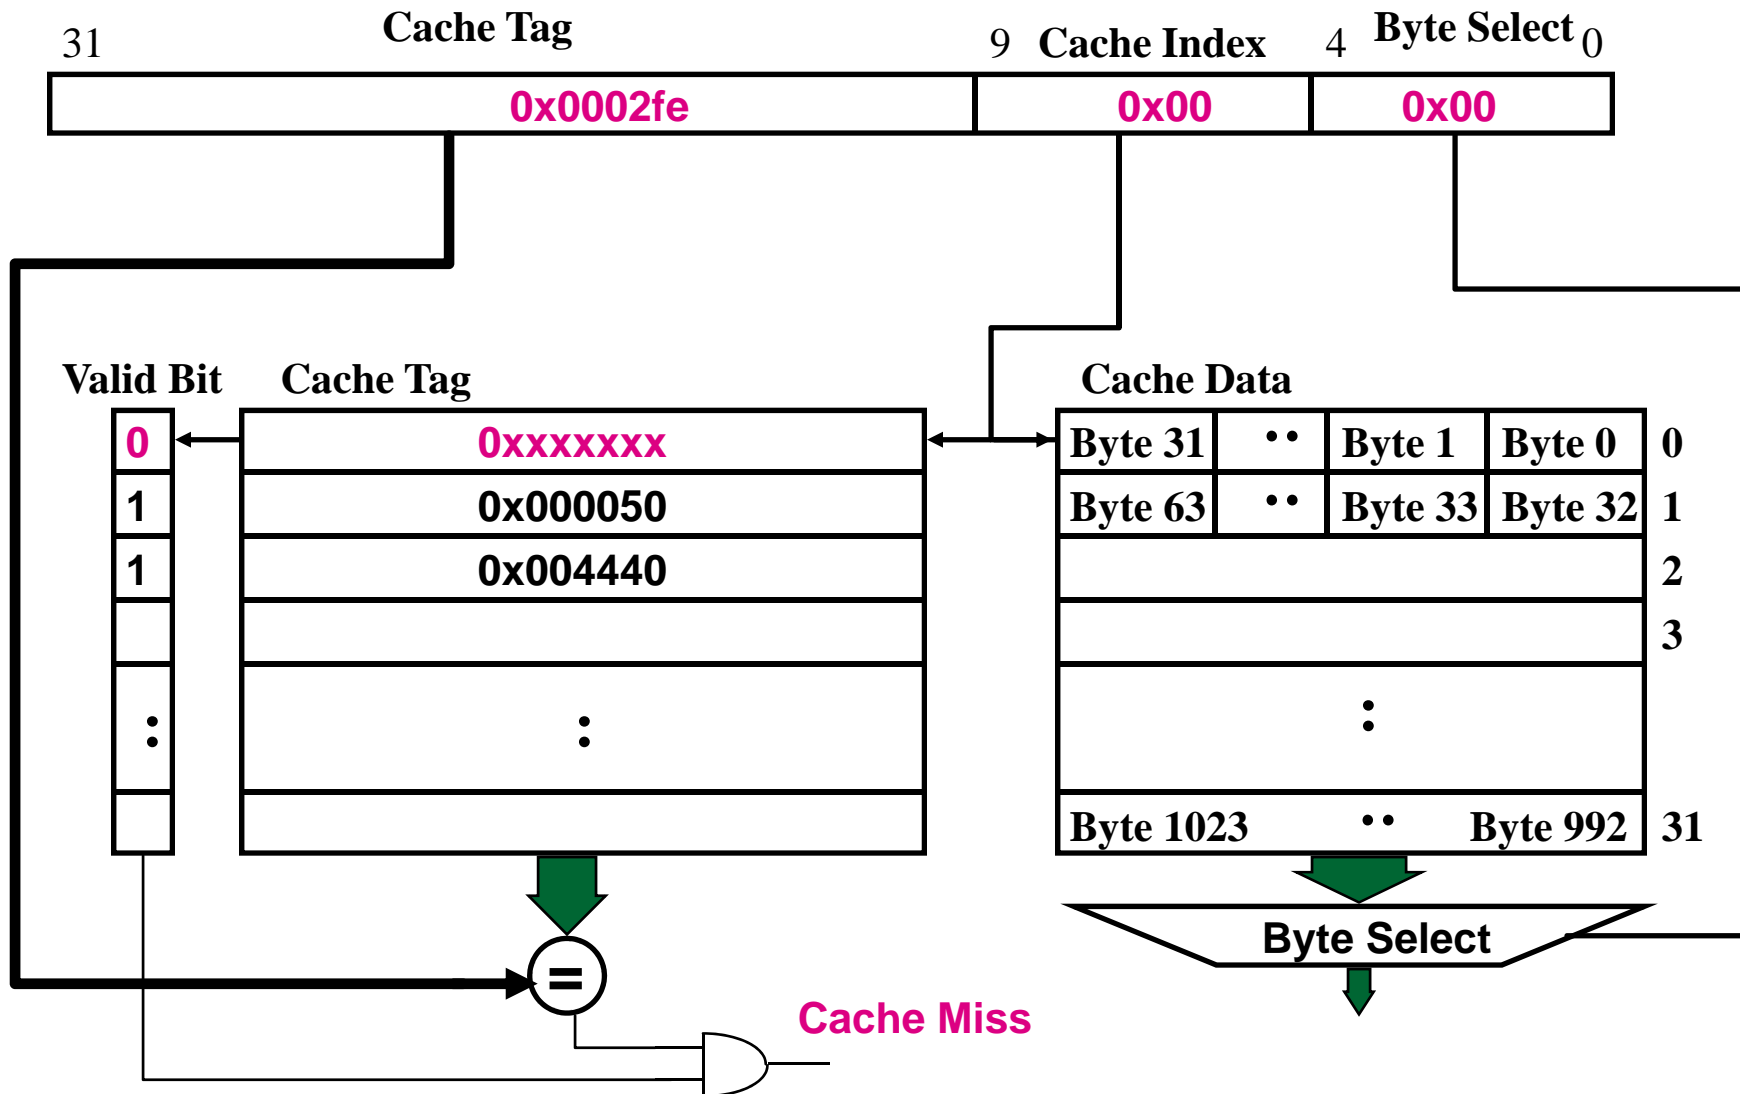 31 Cache Tag 9 Cache Index 4 Byte Select 0
0x0002fe 0x00 0x00
Valid Bit Cache Tag Cache Data
0 0xxxxxxx Byte 31 •• Byte 1 Byte 0 0
1 0x000050 Byte 63 •• Byte 33 Byte 32 1
1 0x004440 2
3
: : :
Byte 1023 •• Byte 992 31
Byte Select
=
Cache Miss